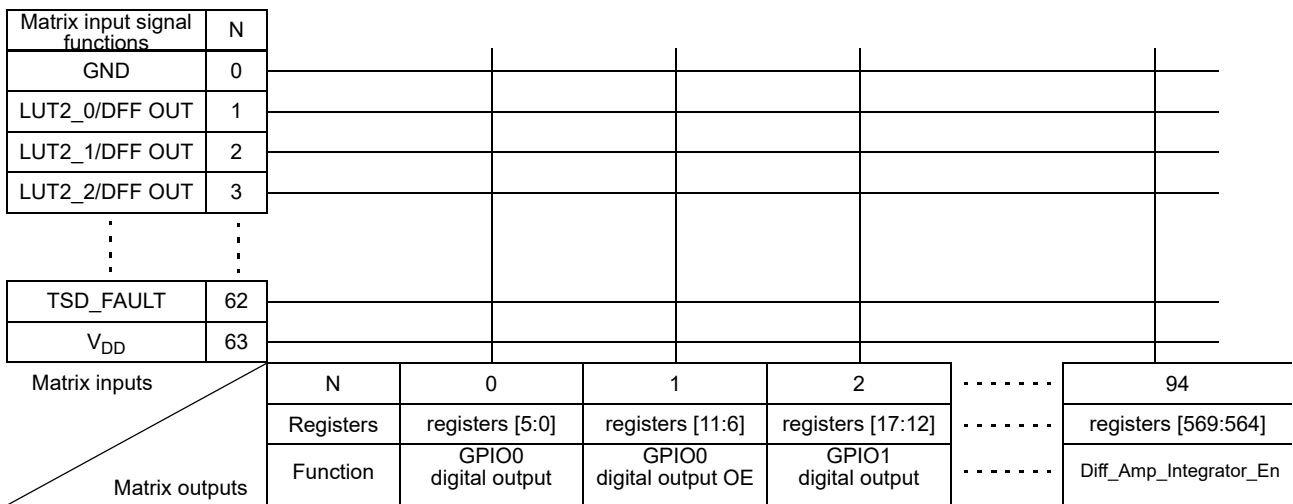 Matrix input signal functions N
GND 0
LUT2_0/DFF OUT 1
LUT2_1/DFF OUT 2
LUT2_2/DFF OUT 3
TSD_FAULT 62
VDD 63
Matrix inputs
Matrix outputs
N 0 1 2 94
Registers registers [5:0] registers [11:6] registers [17:12] registers [569:564]
Function GPIO0 digital output GPIO0 digital output OE GPIO1 digital output Diff_Amp_Integrator_En